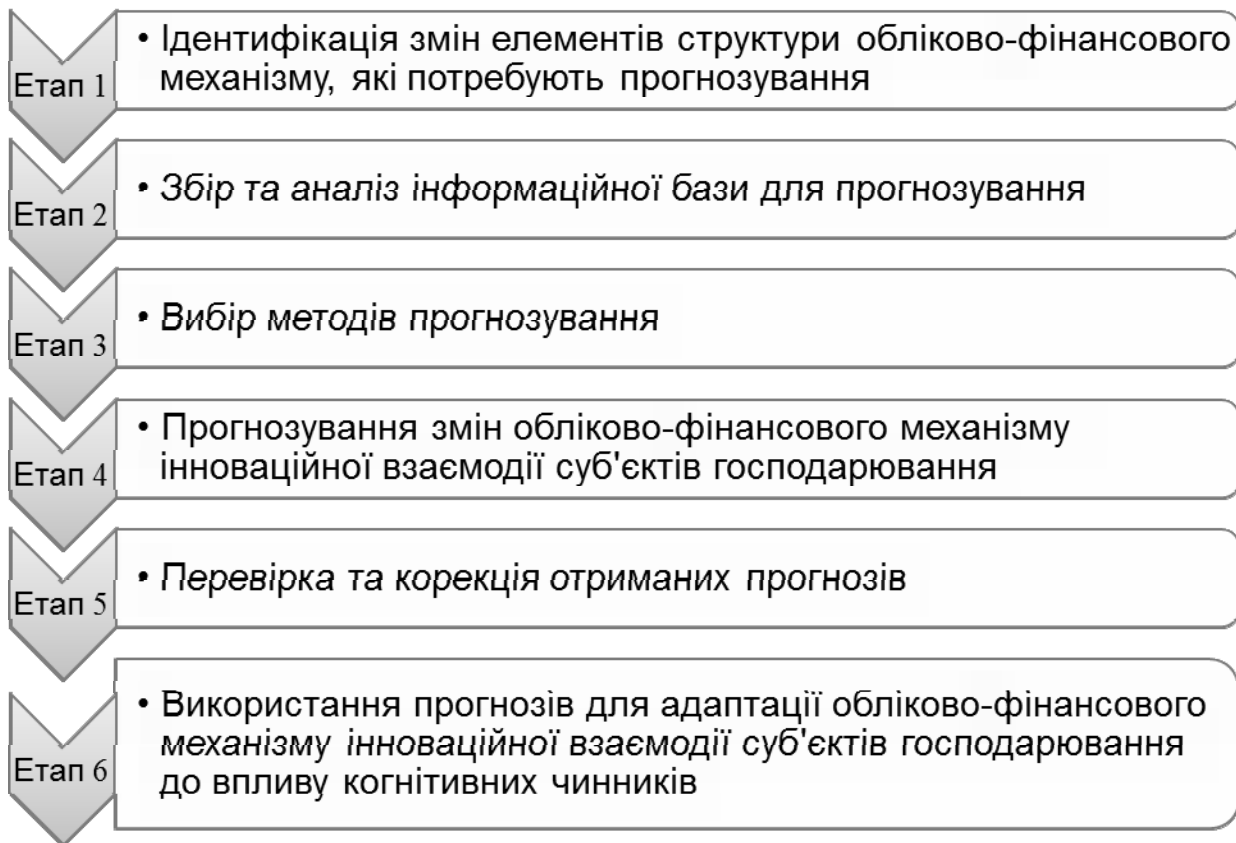 Етап 1
• Ідентифікація змін елементів структури обліково-фінансового
механізму, які потребують прогнозування
Етап 2
• Збір та аналіз інформаційної бази для прогнозування
Етап 3
• Вибір методів прогнозування
Етап 4
• Прогнозування змін обліково-фінансового механізму
інноваційної взаємодії суб'єктів господарювання
Етап 5
• Перевірка та корекція отриманих прогнозів
Етап 6
• Використання прогнозів для адаптації обліково-фінансового
механізму інноваційної взаємодії суб'єктів господарювання
до впливу когнітивних чинників